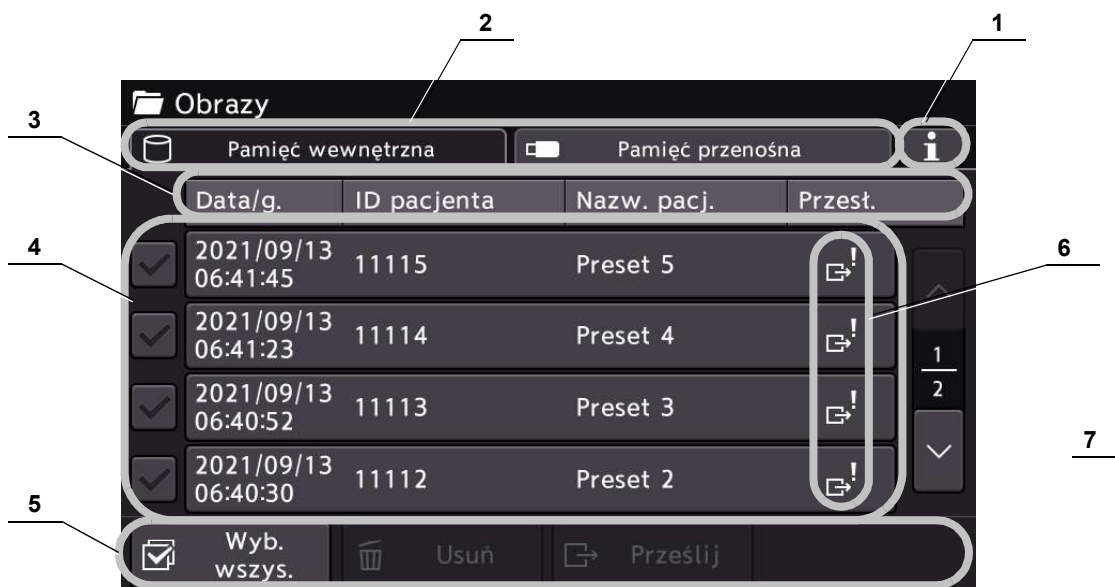 2 1
Obrazy
3
Pamięć wewnętrzna Pamięć przenośna i
Data/g. ID pacjenta Nazw. pacj. Przesł.
4
2021/09/13
06:41:45 11115 Preset 5 !
6
2021/09/13
06:41:23 11114 Preset 4 !
1
2
2021/09/13
06:40:52 11113 Preset 3 !
7
2021/09/13
06:40:30 11112 Preset 2 !
5
Wyb.
wszys. Usuń Prześlij